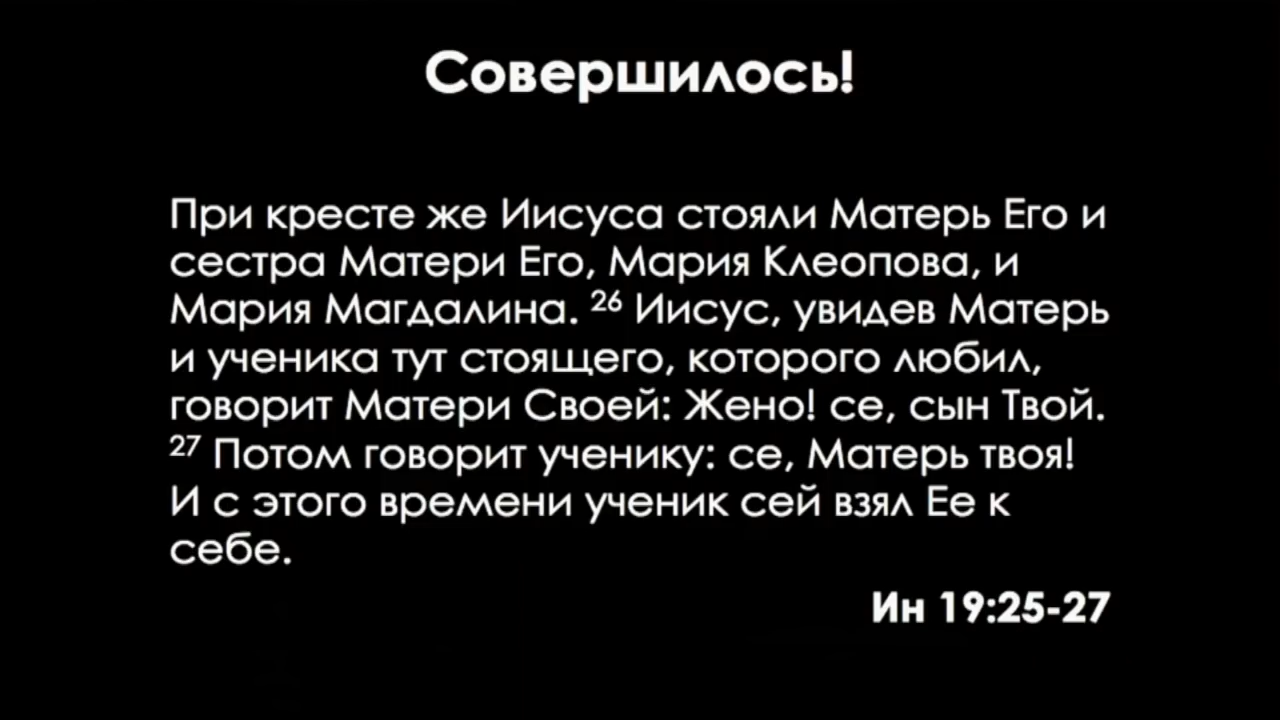 Совершилось!
При кресте же Иисуса стояли Матерь Его и
сестра Матери Его, Мария Клеопова, и
Мария Магдалина. 26 Иисус, увидев Матерь
и ученика тут стоящего, которого любил,
говорит Матери Своей: Жено! се, сын Твой.
27 Потом говорит ученику: се, Матерь твоя!
И с этого времени ученик сей взял Ее к
себе.
Ин 19:25-27